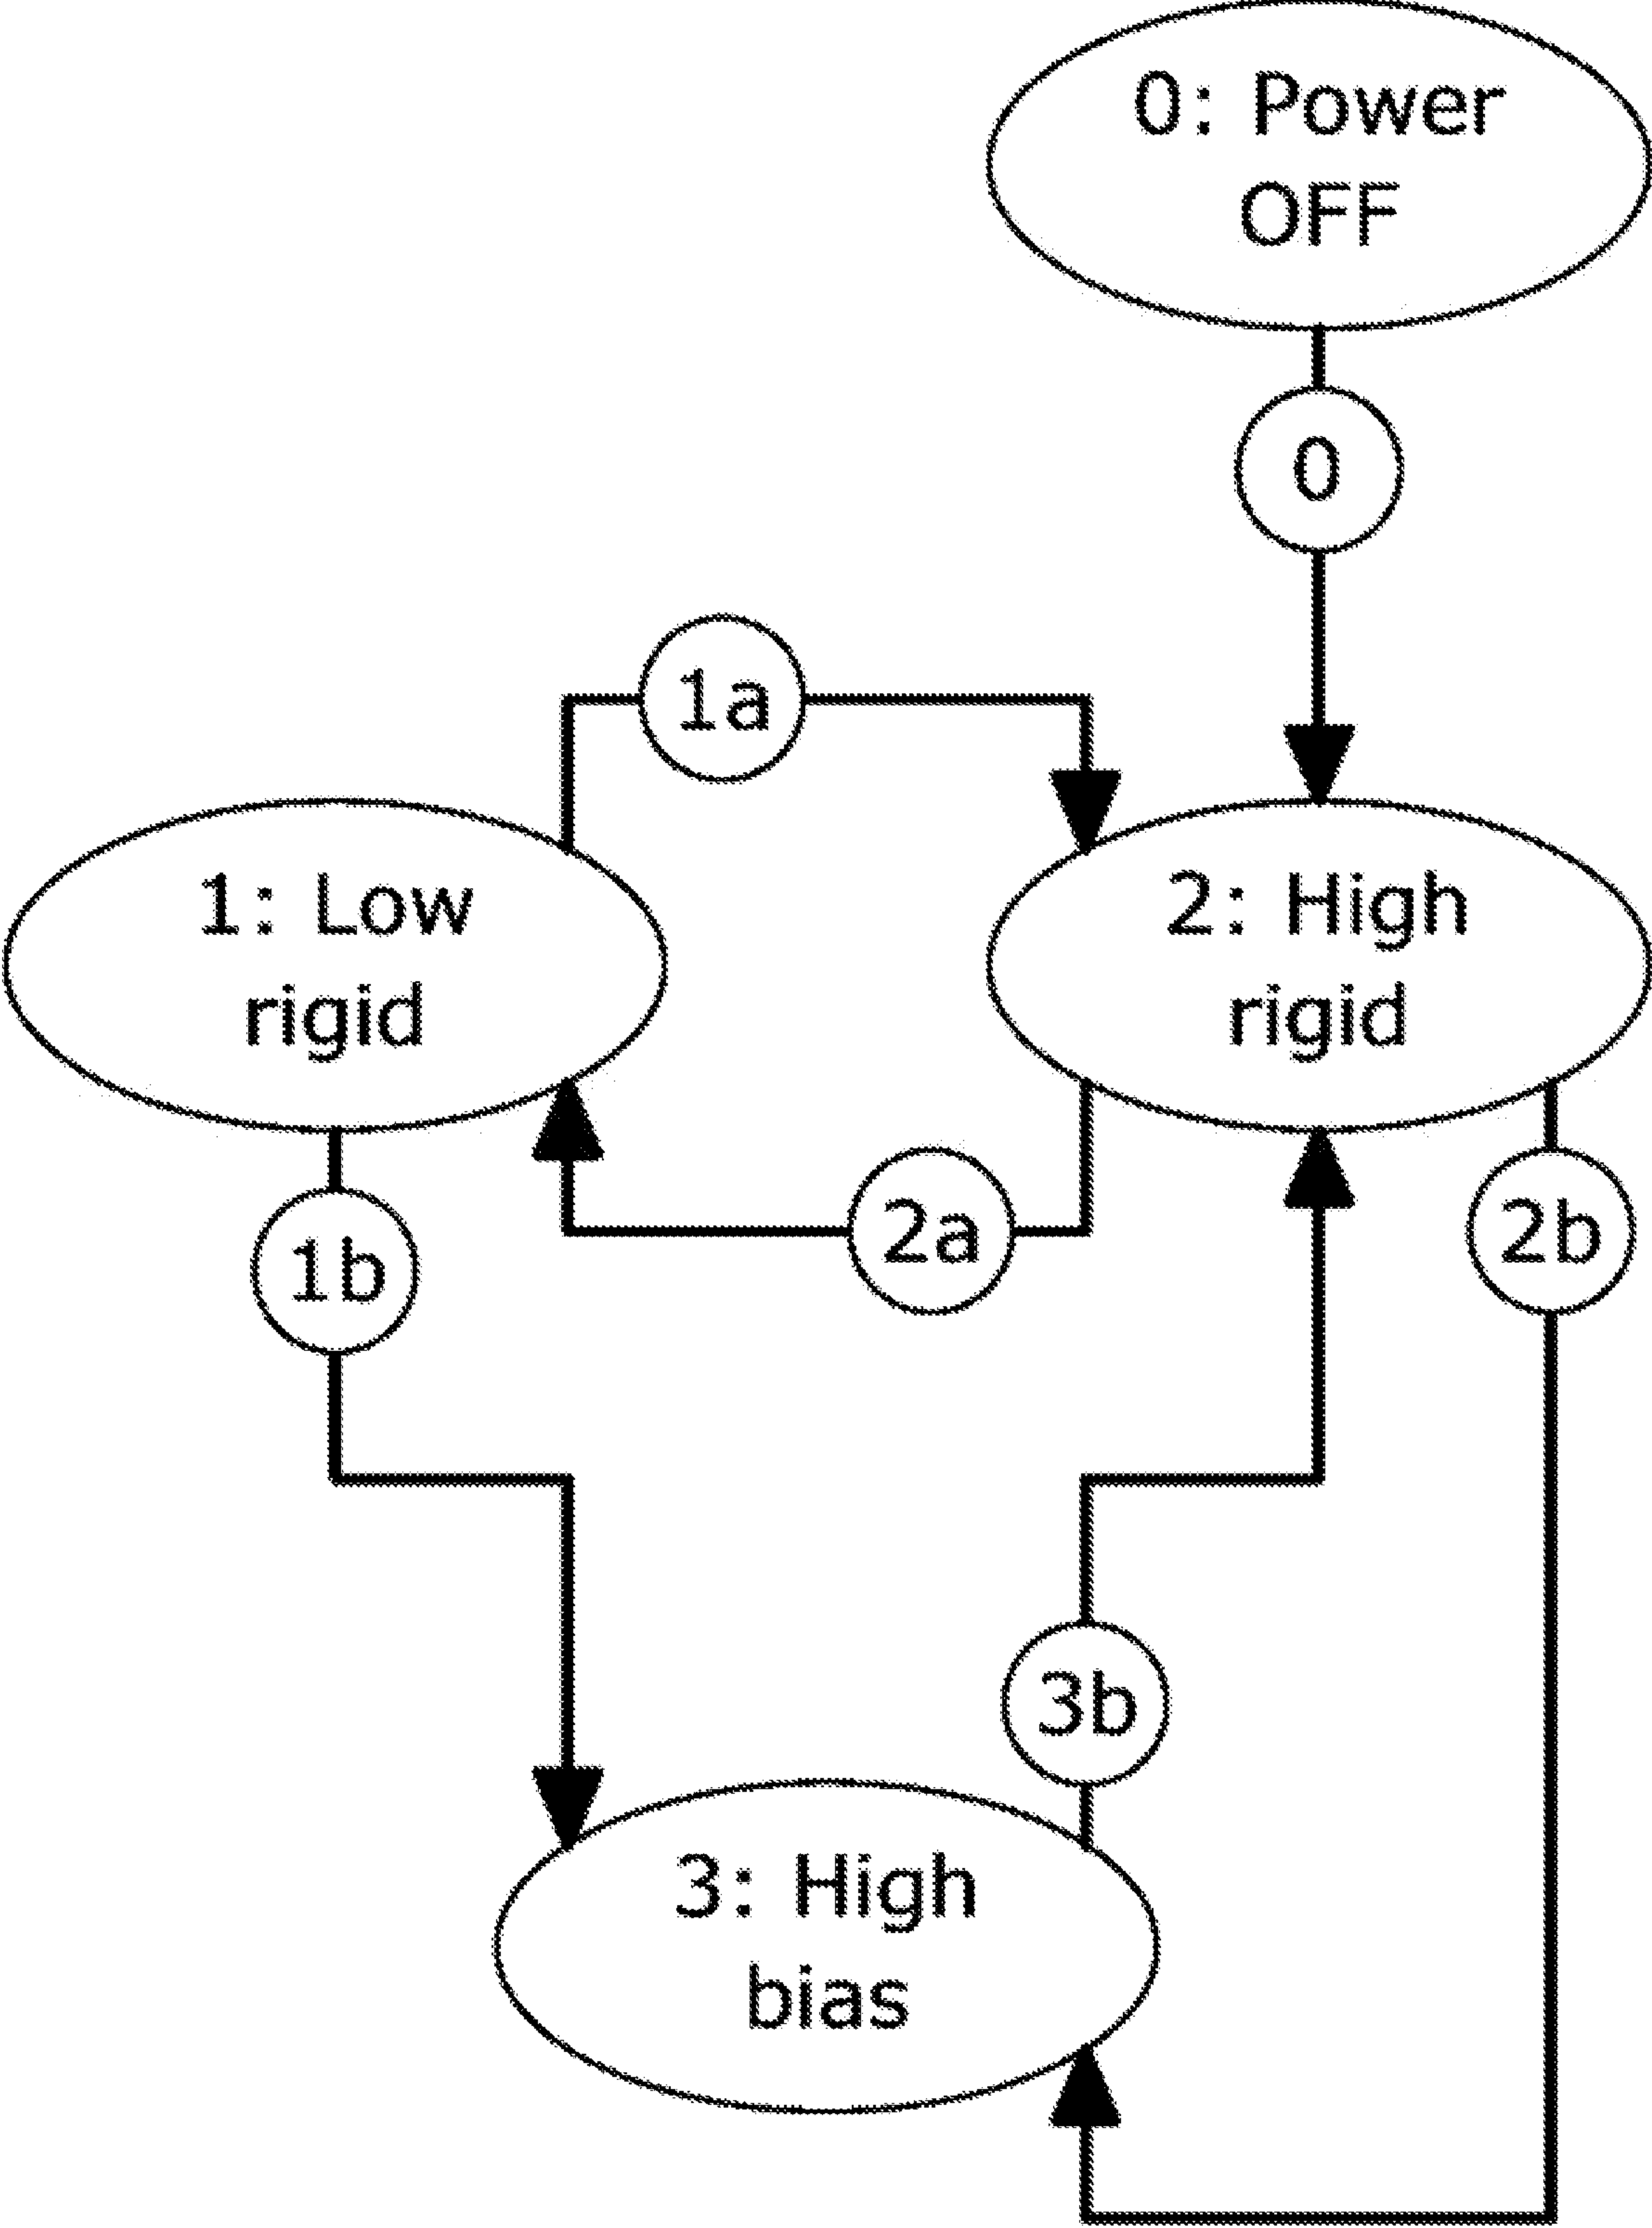 0: Power
OFF
0
1a
1: Low
rigid
2: High
rigid
1b
2a
2b
3b
3: High
bias